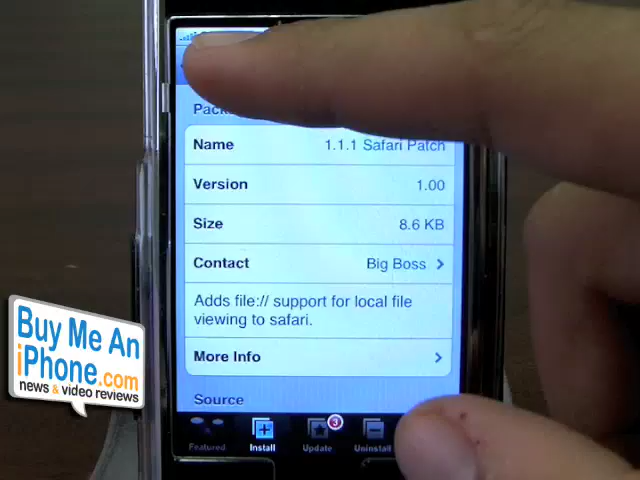 Pack
Name 1.1.1 Safari Patch
Version 1.00
Size 8.6 KB
Contact Big Boss
Adds file:// support for local file
viewing to safari.
More Info
Source
Featured Install Update 3 Uninstall
Buy Me An
iPhone.com
news & video reviews